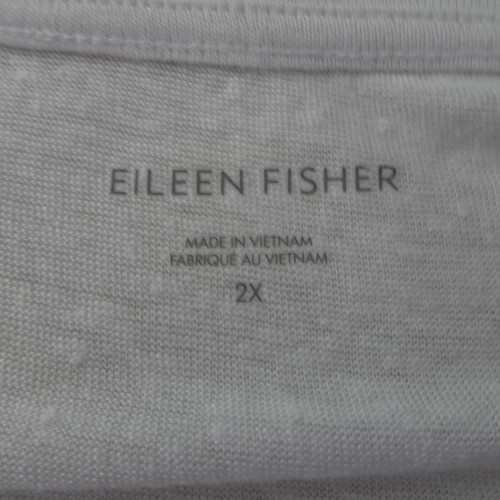 EILEEN FISHER
MADE IN VIETNAM
FABRIQUÉ AU VIETNAM
2X